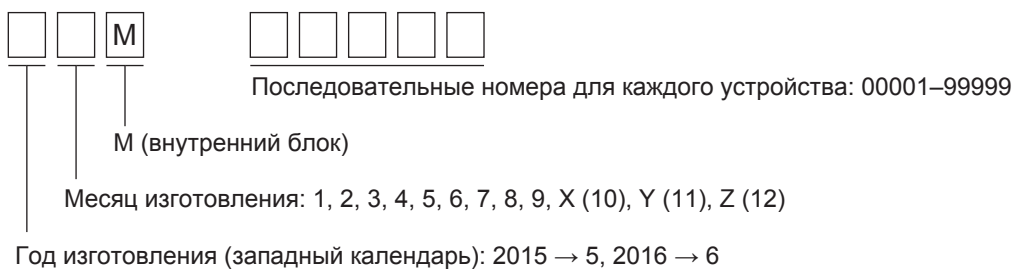 М
Последовательные номера для каждого устройства: 00001–99999
М (внутренний блок)
Месяц изготовления: 1, 2, 3, 4, 5, 6, 7, 8, 9, X (10), Y (11), Z (12)
Год изготовления (западный календарь): 2015 → 5, 2016 → 6